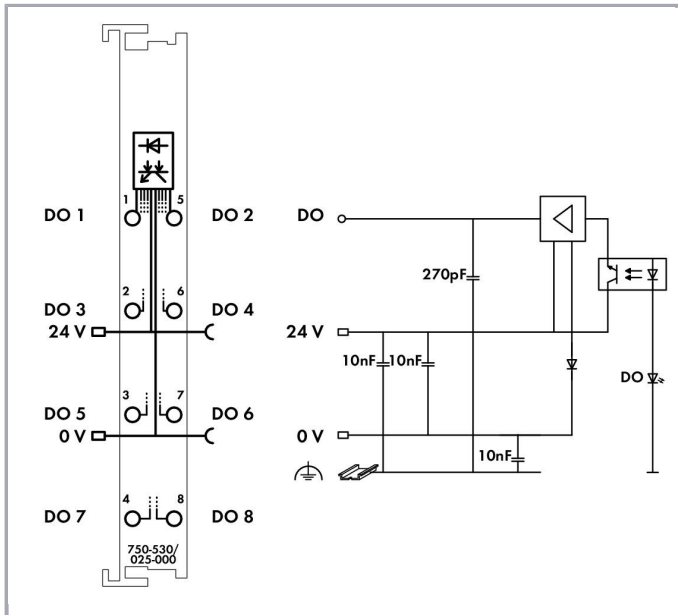 1 5
DO 1 DO 2
2 6
DO 3 DO 4
24 V
3 7
DO 5 DO 6
0 V
4 8
DO 7 DO 8
750-530/
025-000
DO
270pF
24 V
10nF 10nF
DO
0 V
10nF